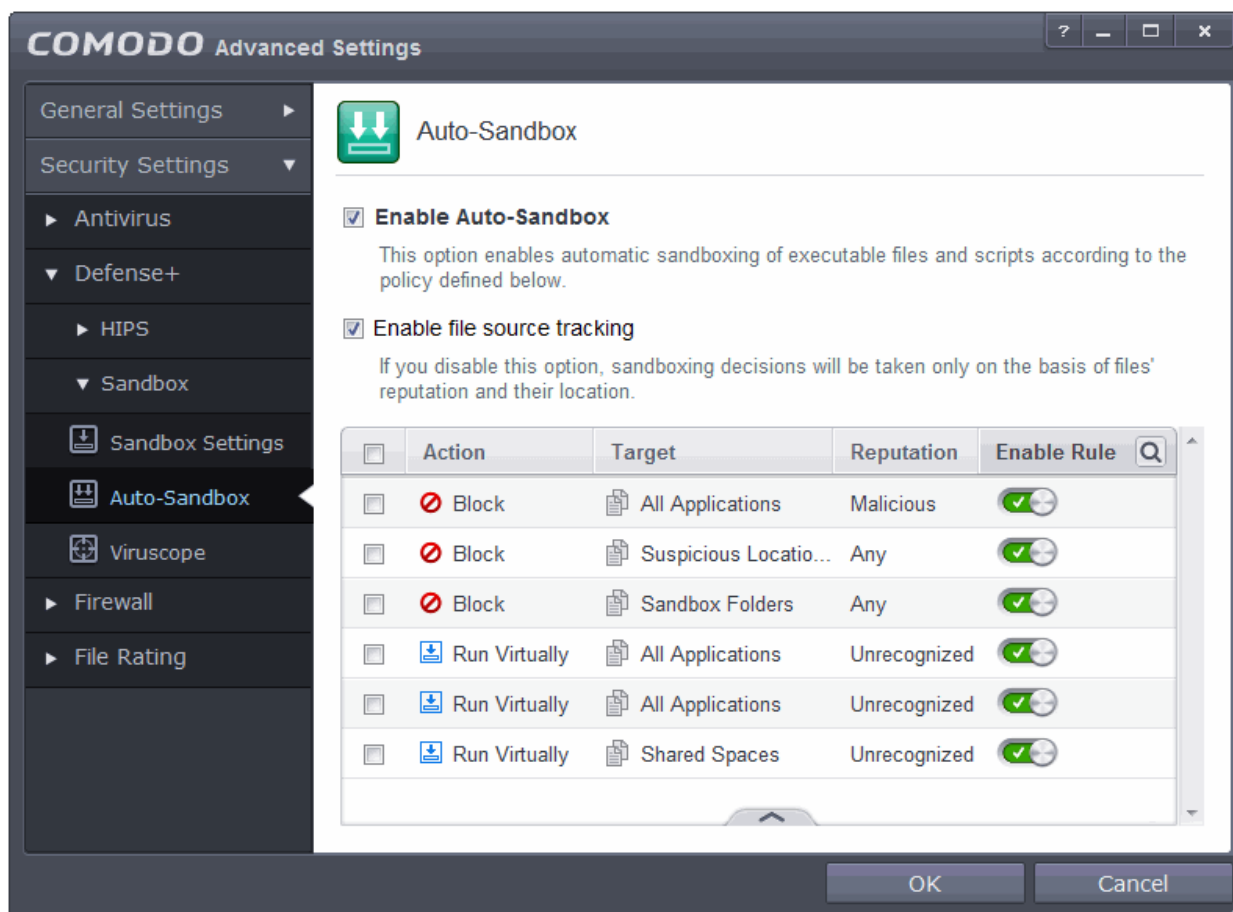 COMODO Advanced Settings
?
General Settings
Security Settings
Antivirus
Defense+
HIPS
Sandbox
Sandbox Settings
Auto-Sandbox
Viruscope
Firewall
File Rating
Auto-Sandbox
Enable Auto-Sandbox
This option enables automatic sandboxing of executable files and scripts according to the
policy defined below.
Enable file source tracking
If you disable this option, sandboxing decisions will be taken only on the basis of files'
reputation and their location.
Action Target Reputation Enable Rule
Block All Applications Malicious
Block Suspicious Locatio... Any
Block Sandbox Folders Any
Run Virtually All Applications Unrecognized
Run Virtually All Applications Unrecognized
Run Virtually Shared Spaces Unrecognized
OK Cancel